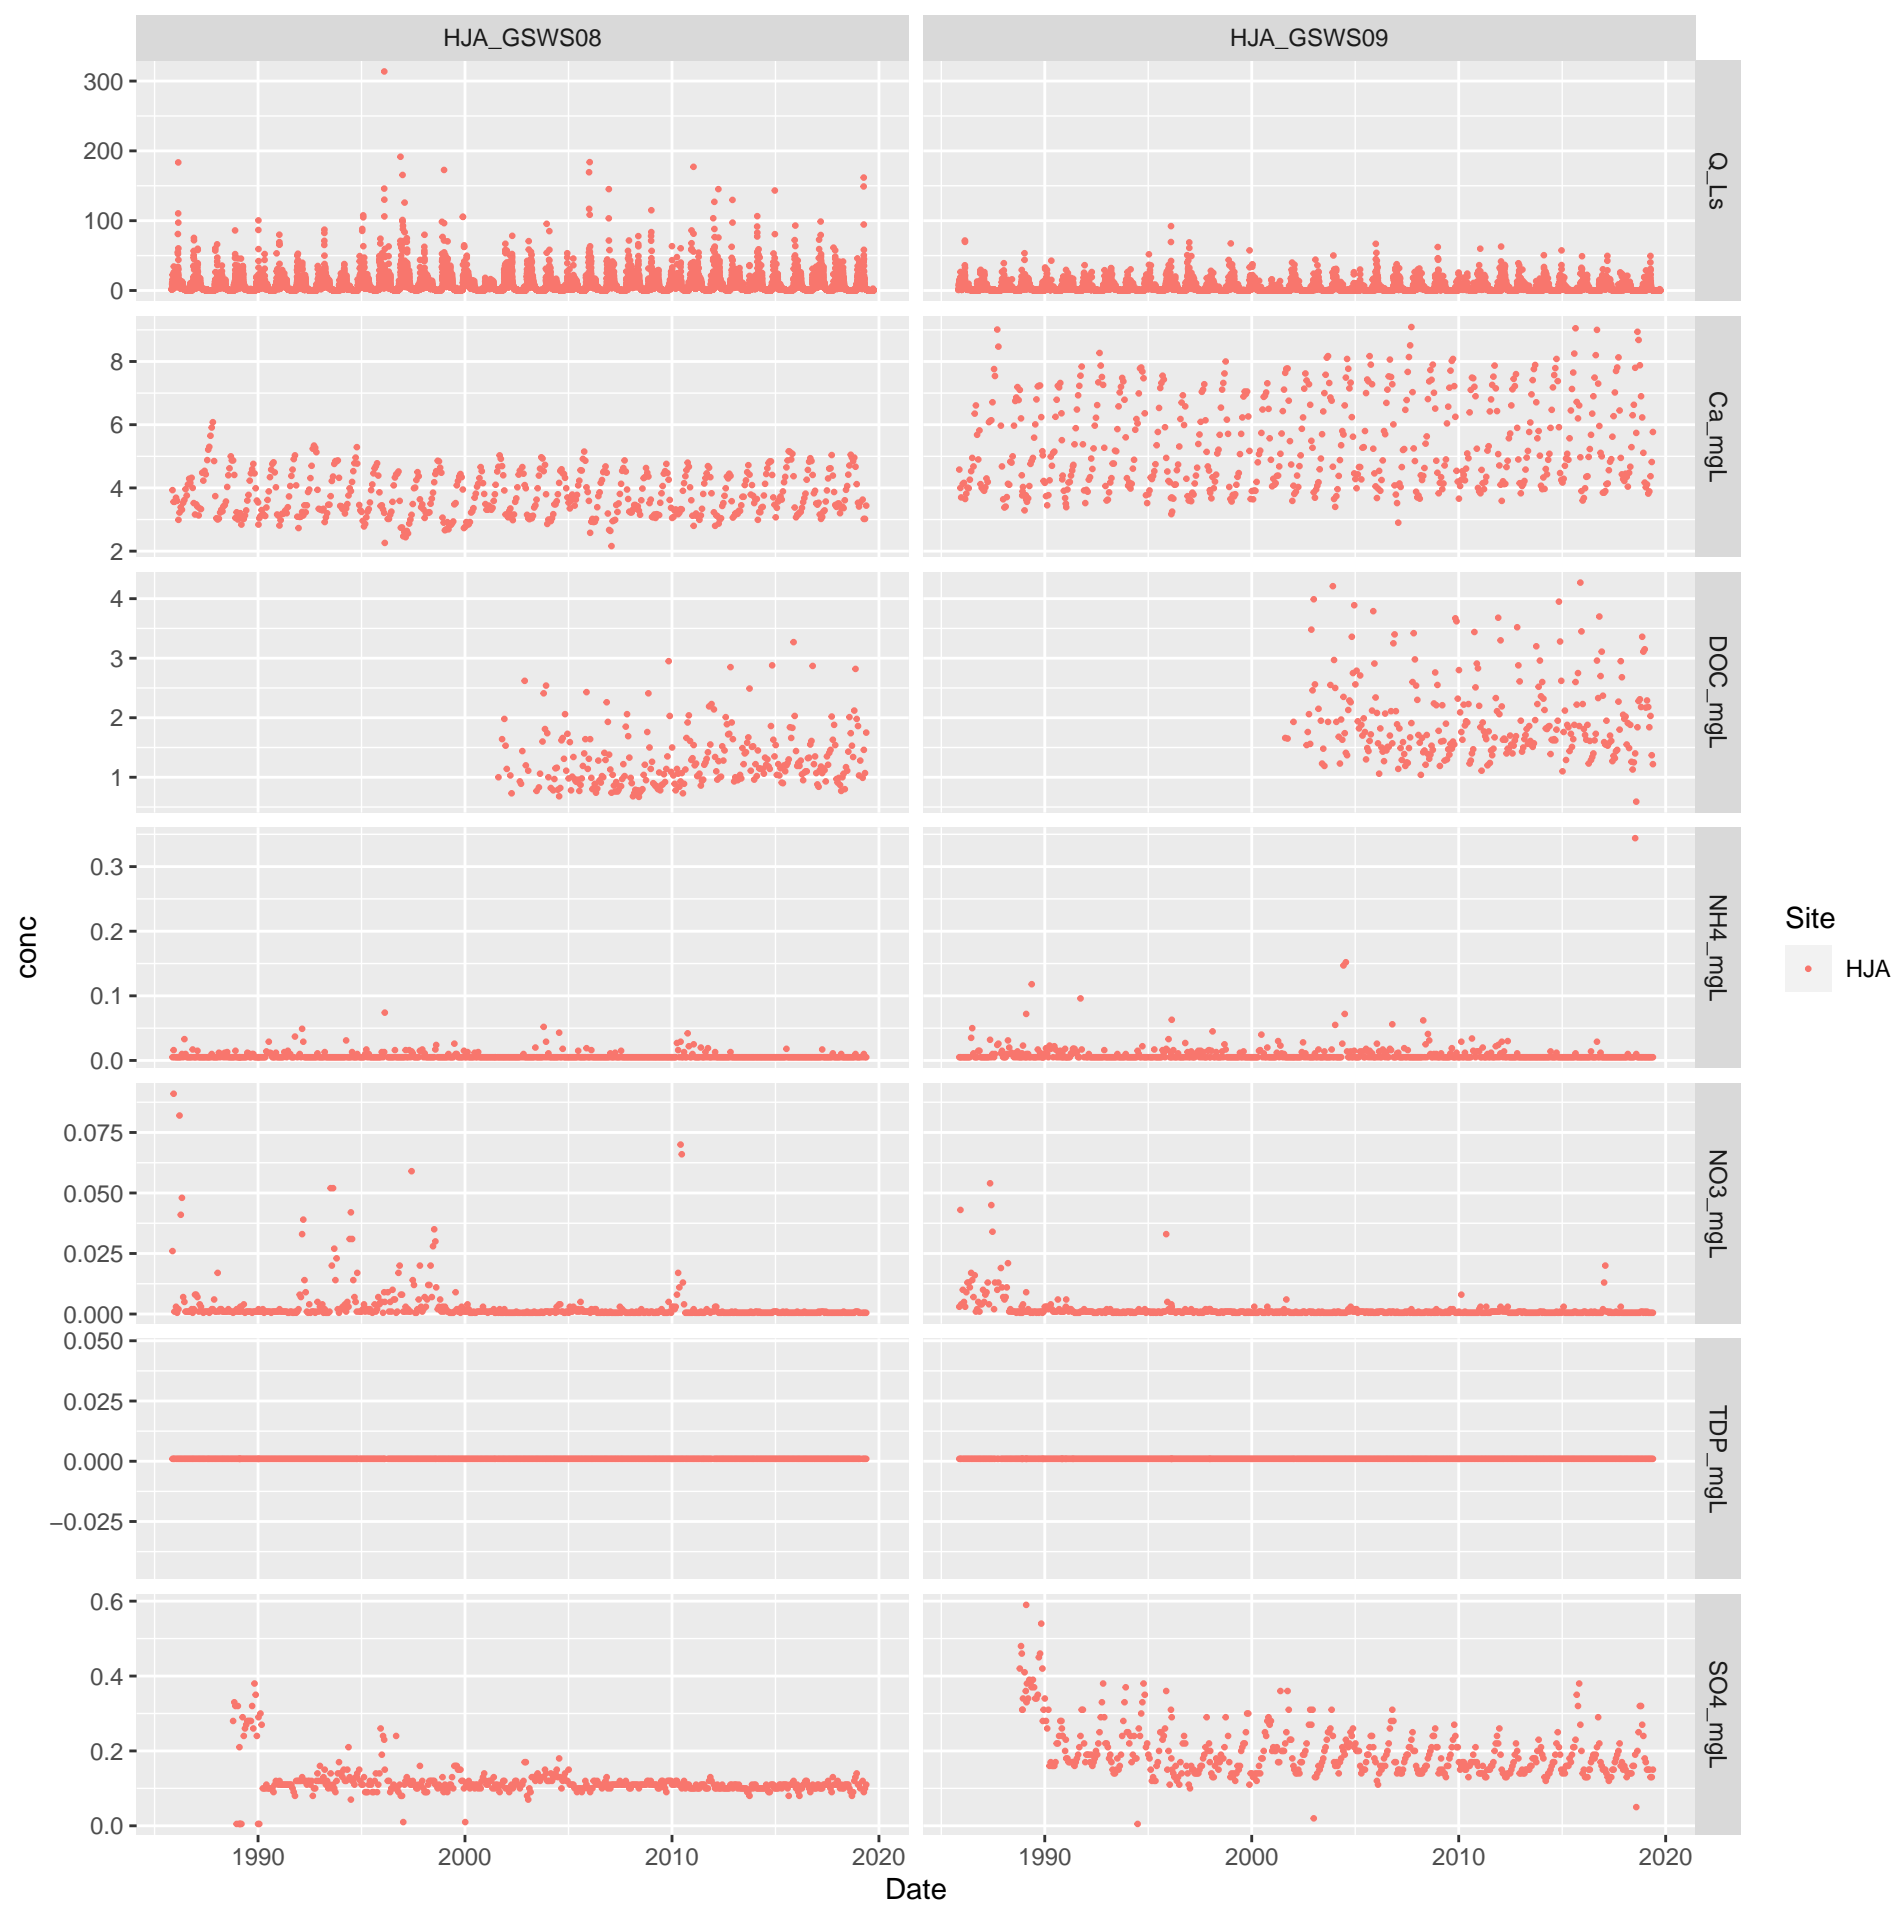 HJA_GSWS08
HJA_GSWS09
300
200
100
0
Q_Ls
8
6
4
2
Ca_mgL
4
3
2
1
DOC_mgL
0.3
0.2
0.1
0.0
NH4_mgL
0.075
0.050
0.025
0.000
NO3_mgL
0.050
0.025
0.000
−0.025
TDP_mgL
0.6
0.4
0.2
0.0
SO4_mgL
1990
2000
2010
2020
1990
2000
2010
2020
Date
conc
Site
HJA